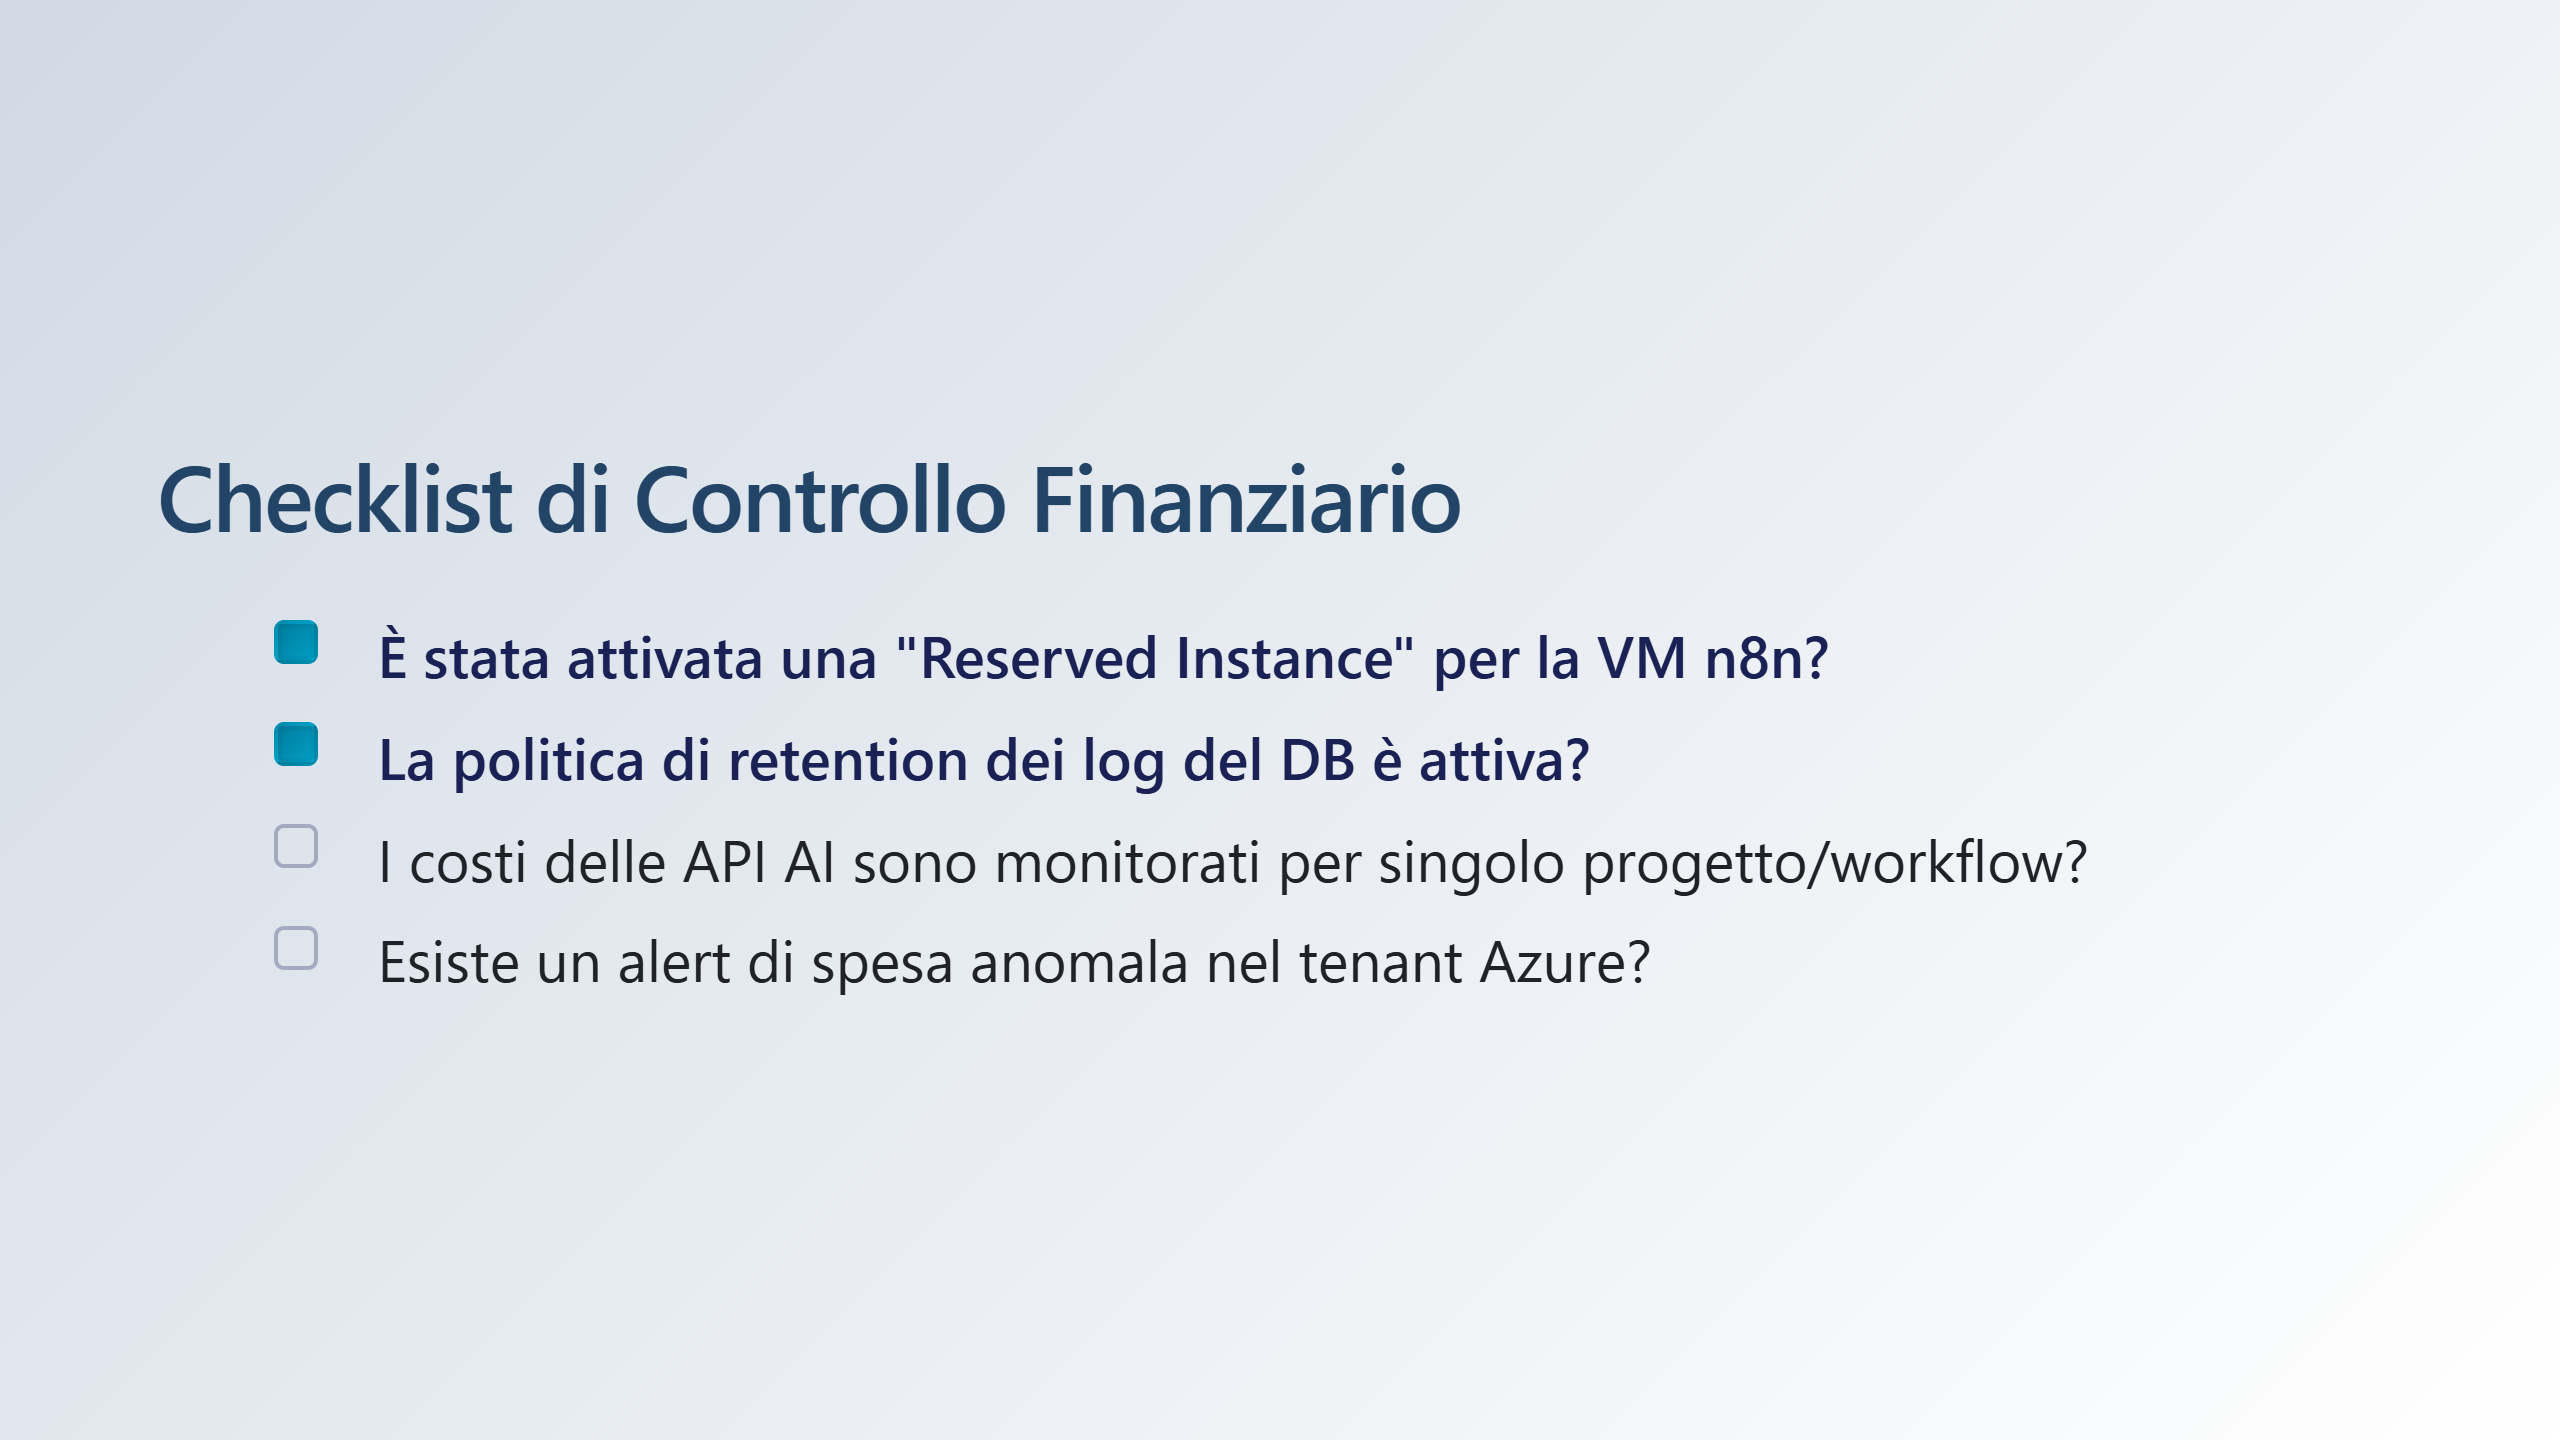 Checklist di Controllo Finanziario
È stata attivata una "Reserved Instance" per la VM n8n?
La politica di retention dei log del DB è attiva?
I costi delle API AI sono monitorati per singolo progetto/workflow?
Esiste un alert di spesa anomala nel tenant Azure?